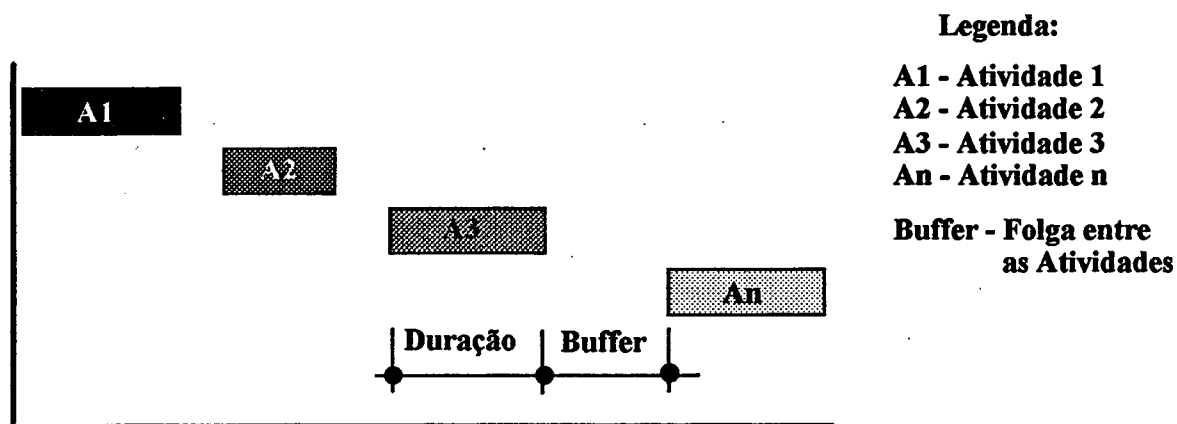 Legenda:
A1 - Atividade 1
A2 - Atividade 2
A3 - Atividade 3
An - Atividade n
Buffer - Folga entre
as Atividades
A1
A2
A3
An
Duração
Buffer